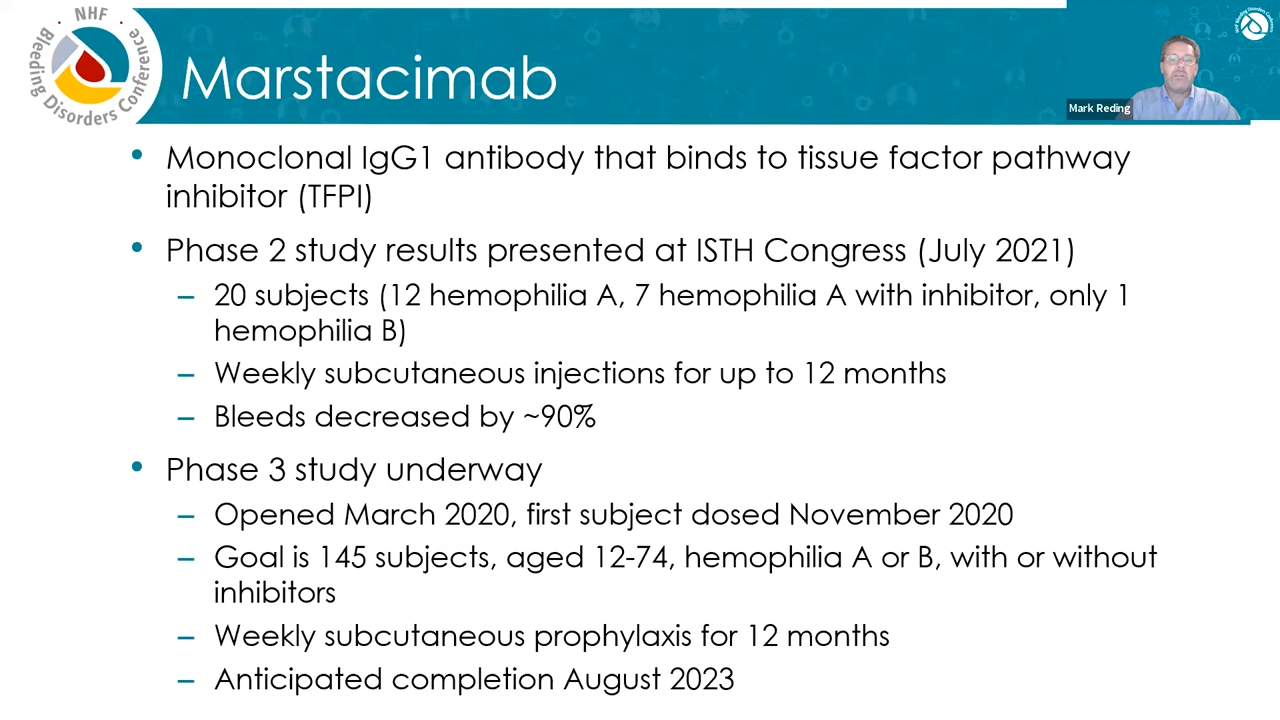 NHF
Bleeding Disorders Conference
Marstacimab
Mark Reding
• Monoclonal IgG1 antibody that binds to tissue factor pathway
inhibitor (TFPI)
• Phase 2 study results presented at ISTH Congress (July 2021)
– 20 subjects (12 hemophilia A, 7 hemophilia A with inhibitor, only 1
hemophilia B)
– Weekly subcutaneous injections for up to 12 months
– Bleeds decreased by ~90%
• Phase 3 study underway
– Opened March 2020, first subject dosed November 2020
– Goal is 145 subjects, aged 12-74, hemophilia A or B, with or without
inhibitors
– Weekly subcutaneous prophylaxis for 12 months
– Anticipated completion August 2023